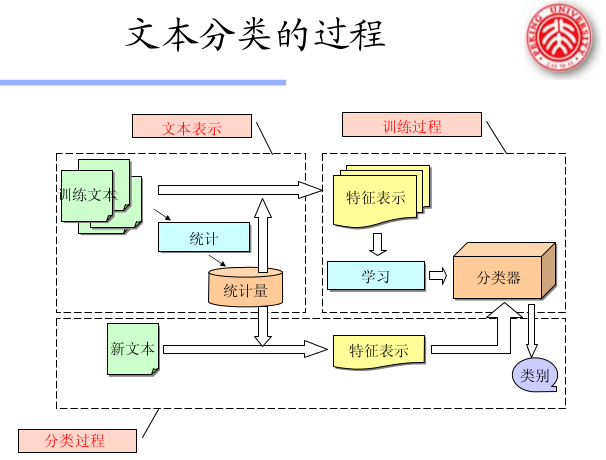 文本分类的过程
PEKING UNIVERSITY
1898
文本表示
训练过程
训练文本
特征表示
统计
学习
分类器
统计量
新文本
特征表示
类别
分类过程